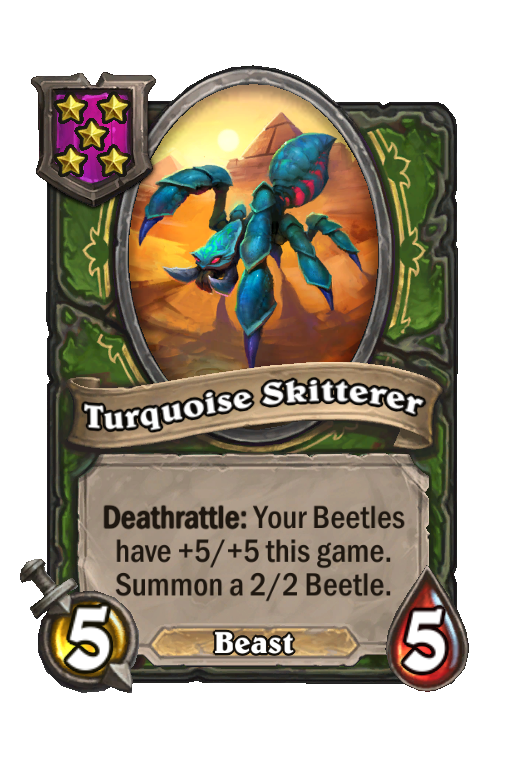 Turquoise Skitterer
Deathrattle: Your Beetles
have +5/+5 this game.
Summon a 2/2 Beetle.
5
Beast
5